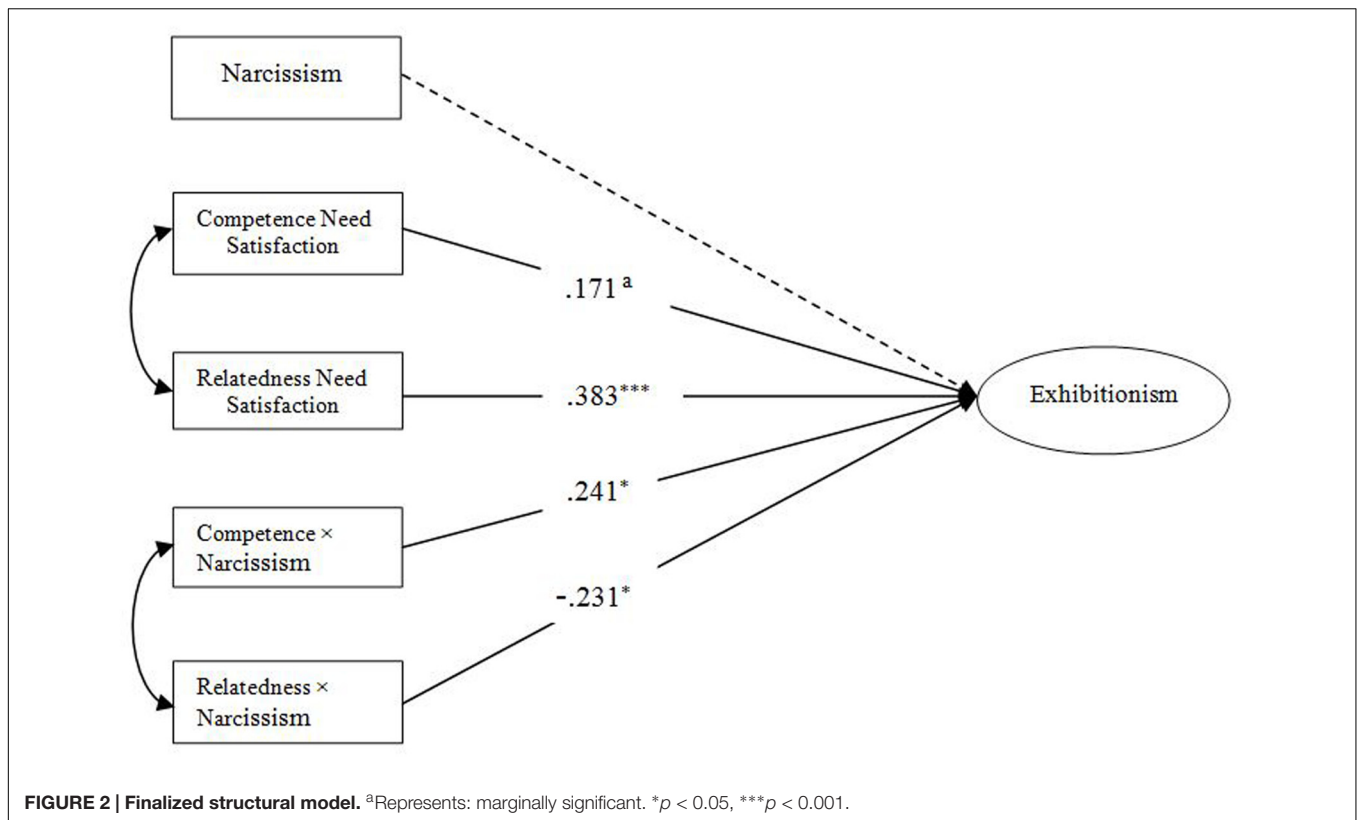 Narcissism
Competence Need
Satisfaction
.171ᵃ
Relatedness Need
Satisfaction
.383***
Exhibitionism
Competence ×
Narcissism
.241*
Relatedness ×
Narcissism
-.231*
FIGURE 2 | Finalized structural model. ᵃRepresents: marginally significant. *p < 0.05, ***p < 0.001.